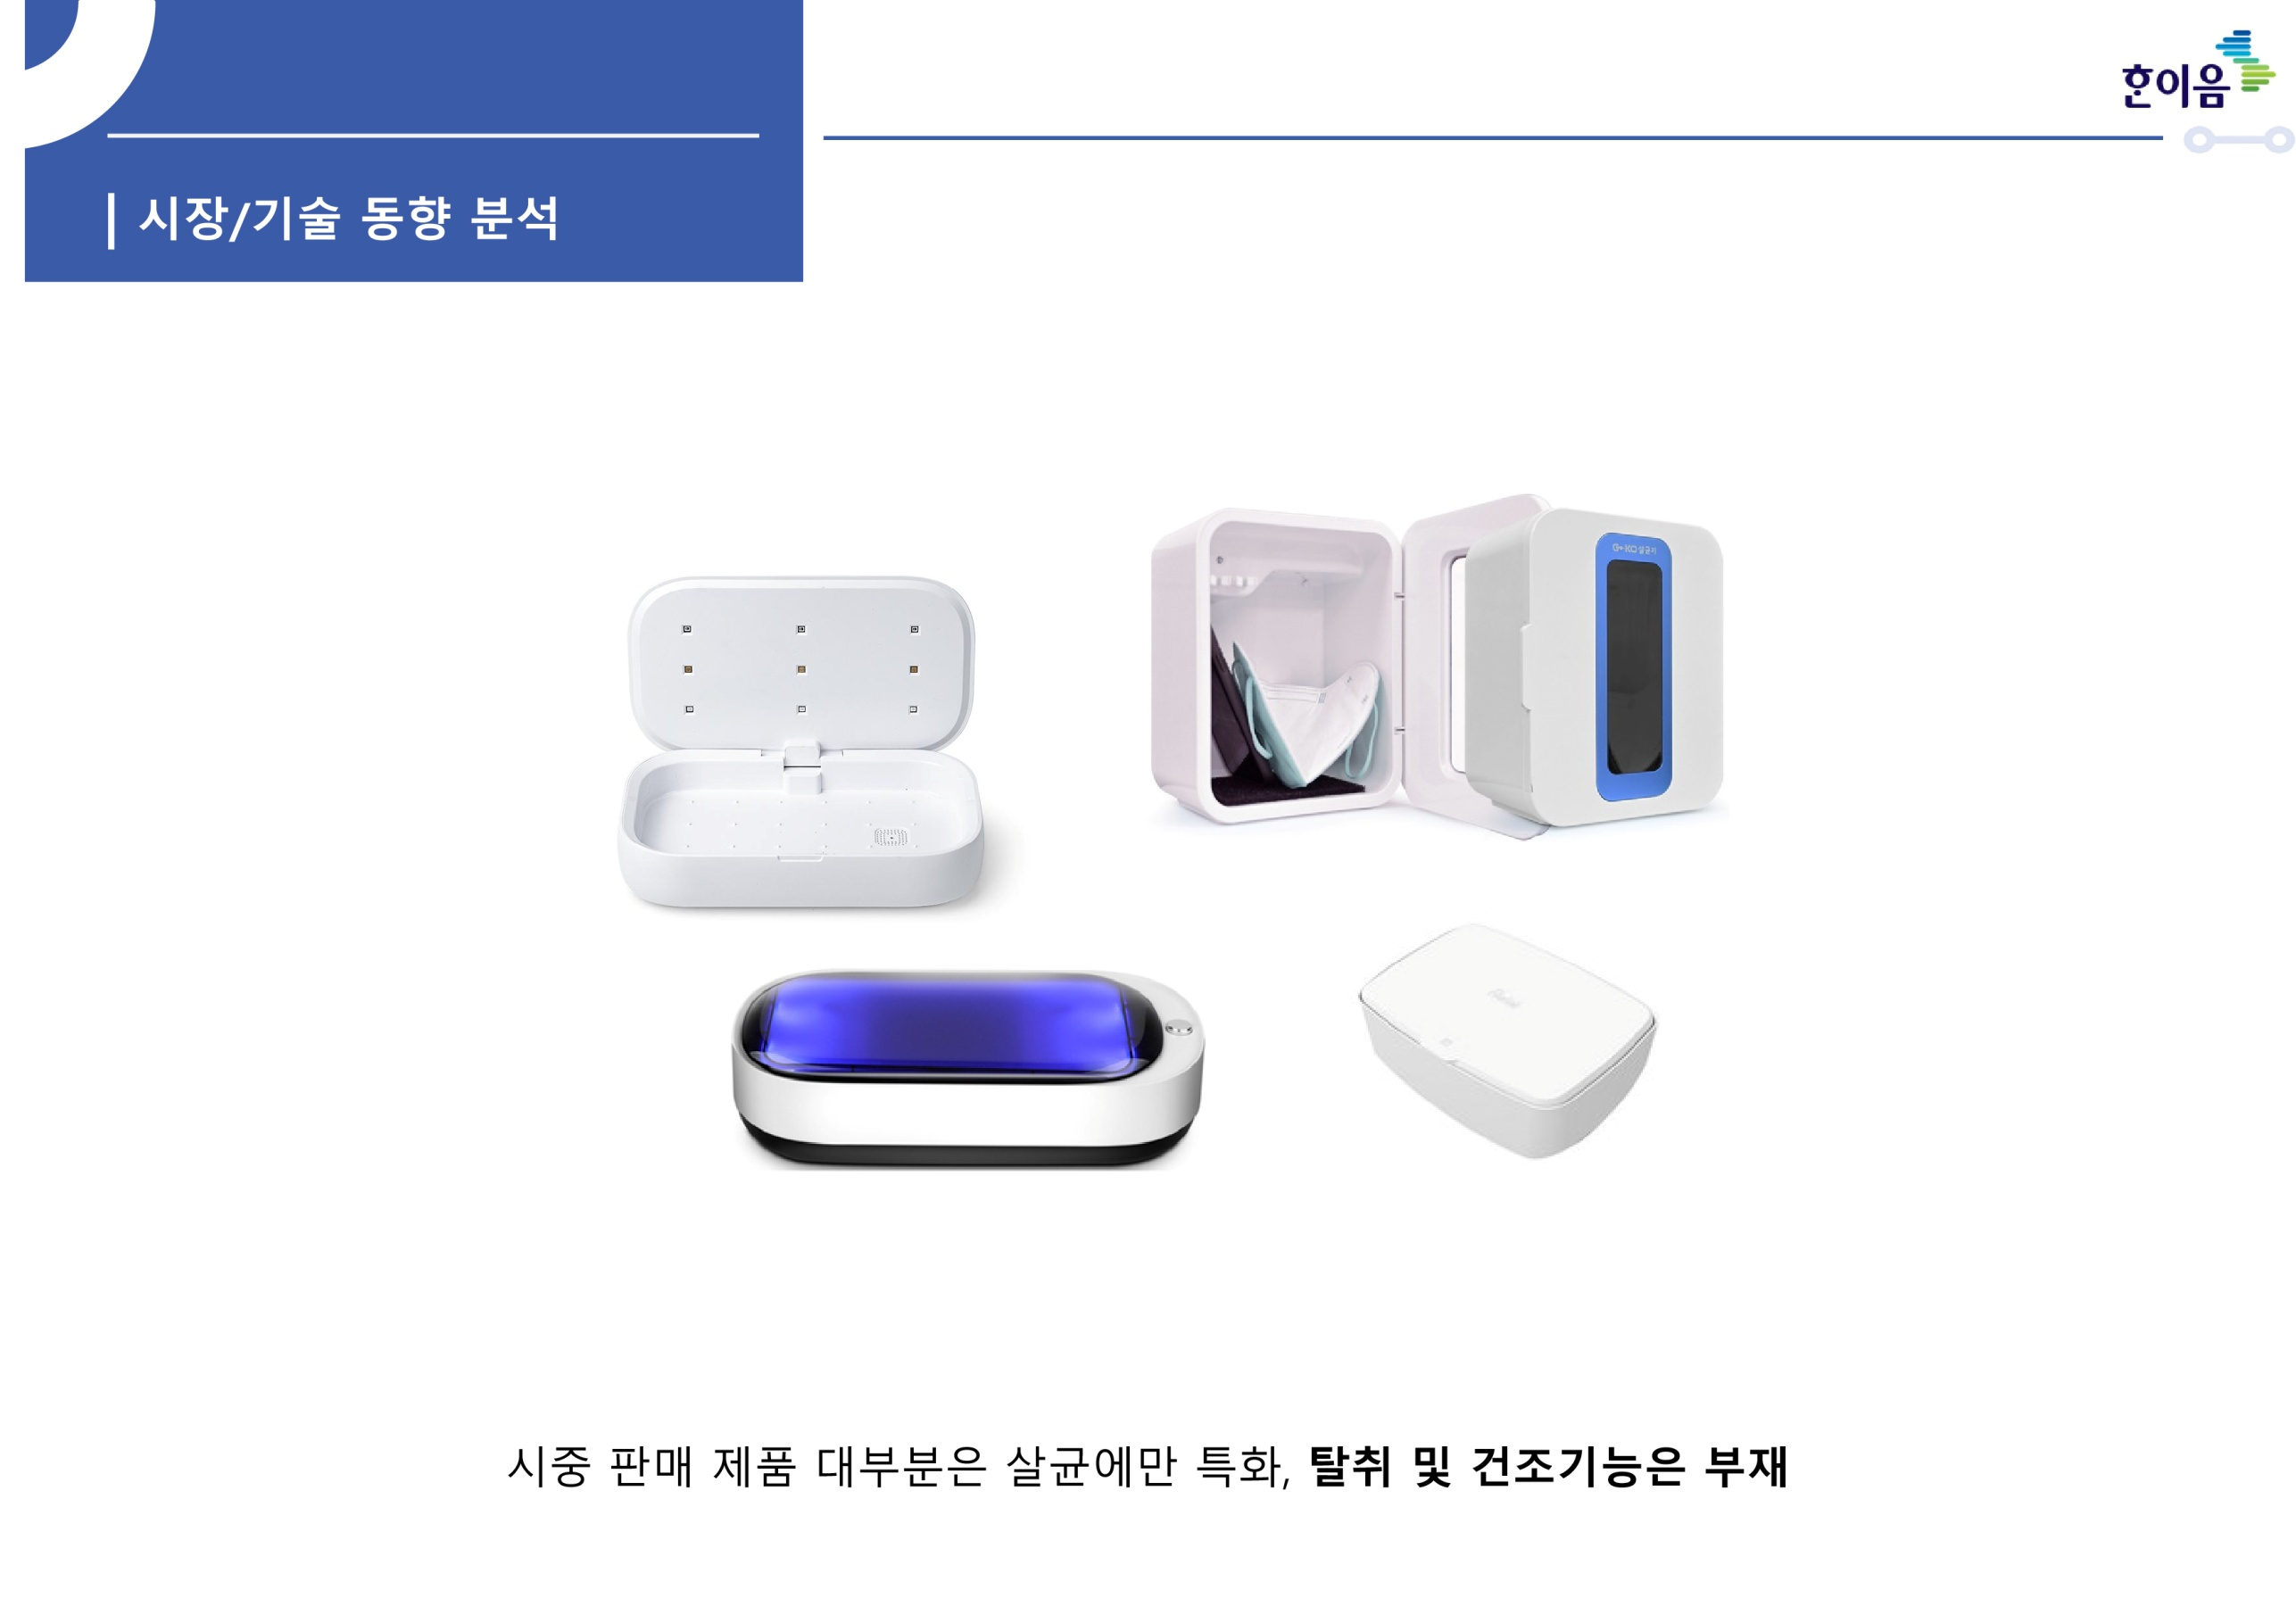 한이음
| 시장/기술 동향 분석
시중 판매 제품 대부분은 살균에만 특화, 탈취 및 건조기능은 부재